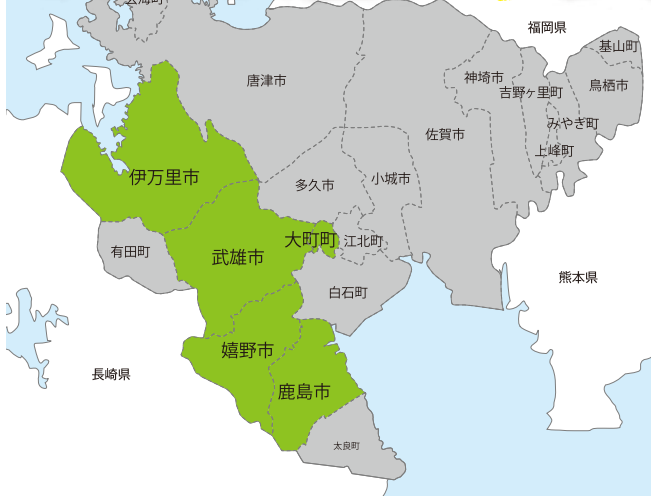 玄海町
福岡県
基山町
唐津市
神埼市
鳥栖市
吉野ヶ里町
みやき町
佐賀市
上峰町
伊万里市
多久市
小城市
大町町
江北町
有田町
武雄市
熊本県
白石町
嬉野市
長崎県
鹿島市
太良町